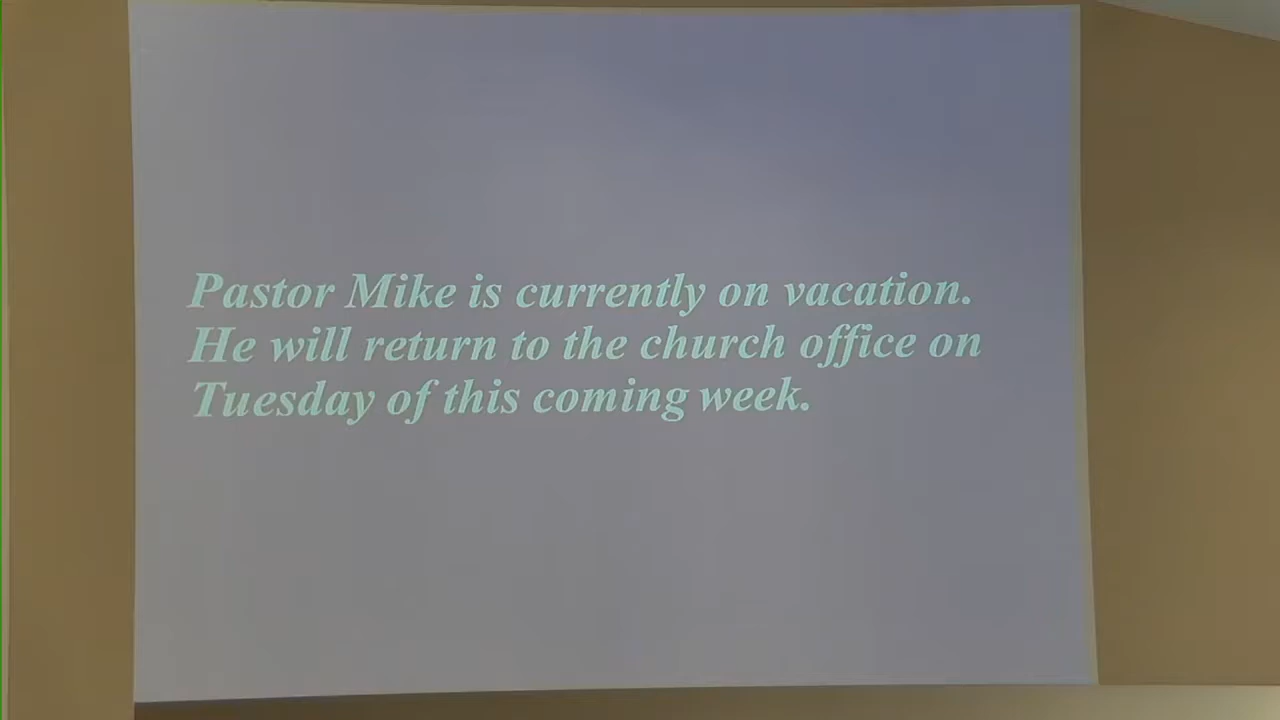 Pastor Mike is currently on vacation.
He will return to the church office on
Tuesday of this coming week.